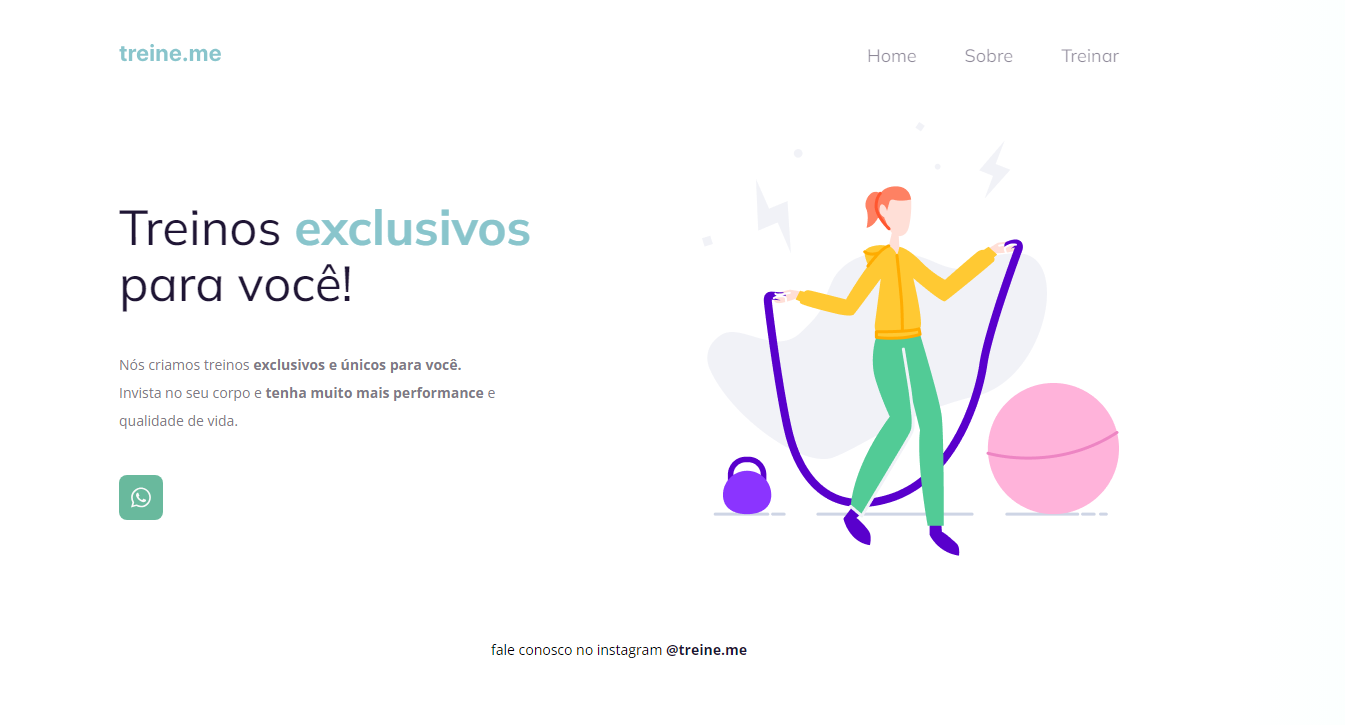 treine.me
Home Sobre Treinar
Treinos exclusivos
para você!
Nós criamos treinos exclusivos e únicos para você.
Invista no seu corpo e tenha muito mais performance e
qualidade de vida.
fale conosco no instagram @treine.me